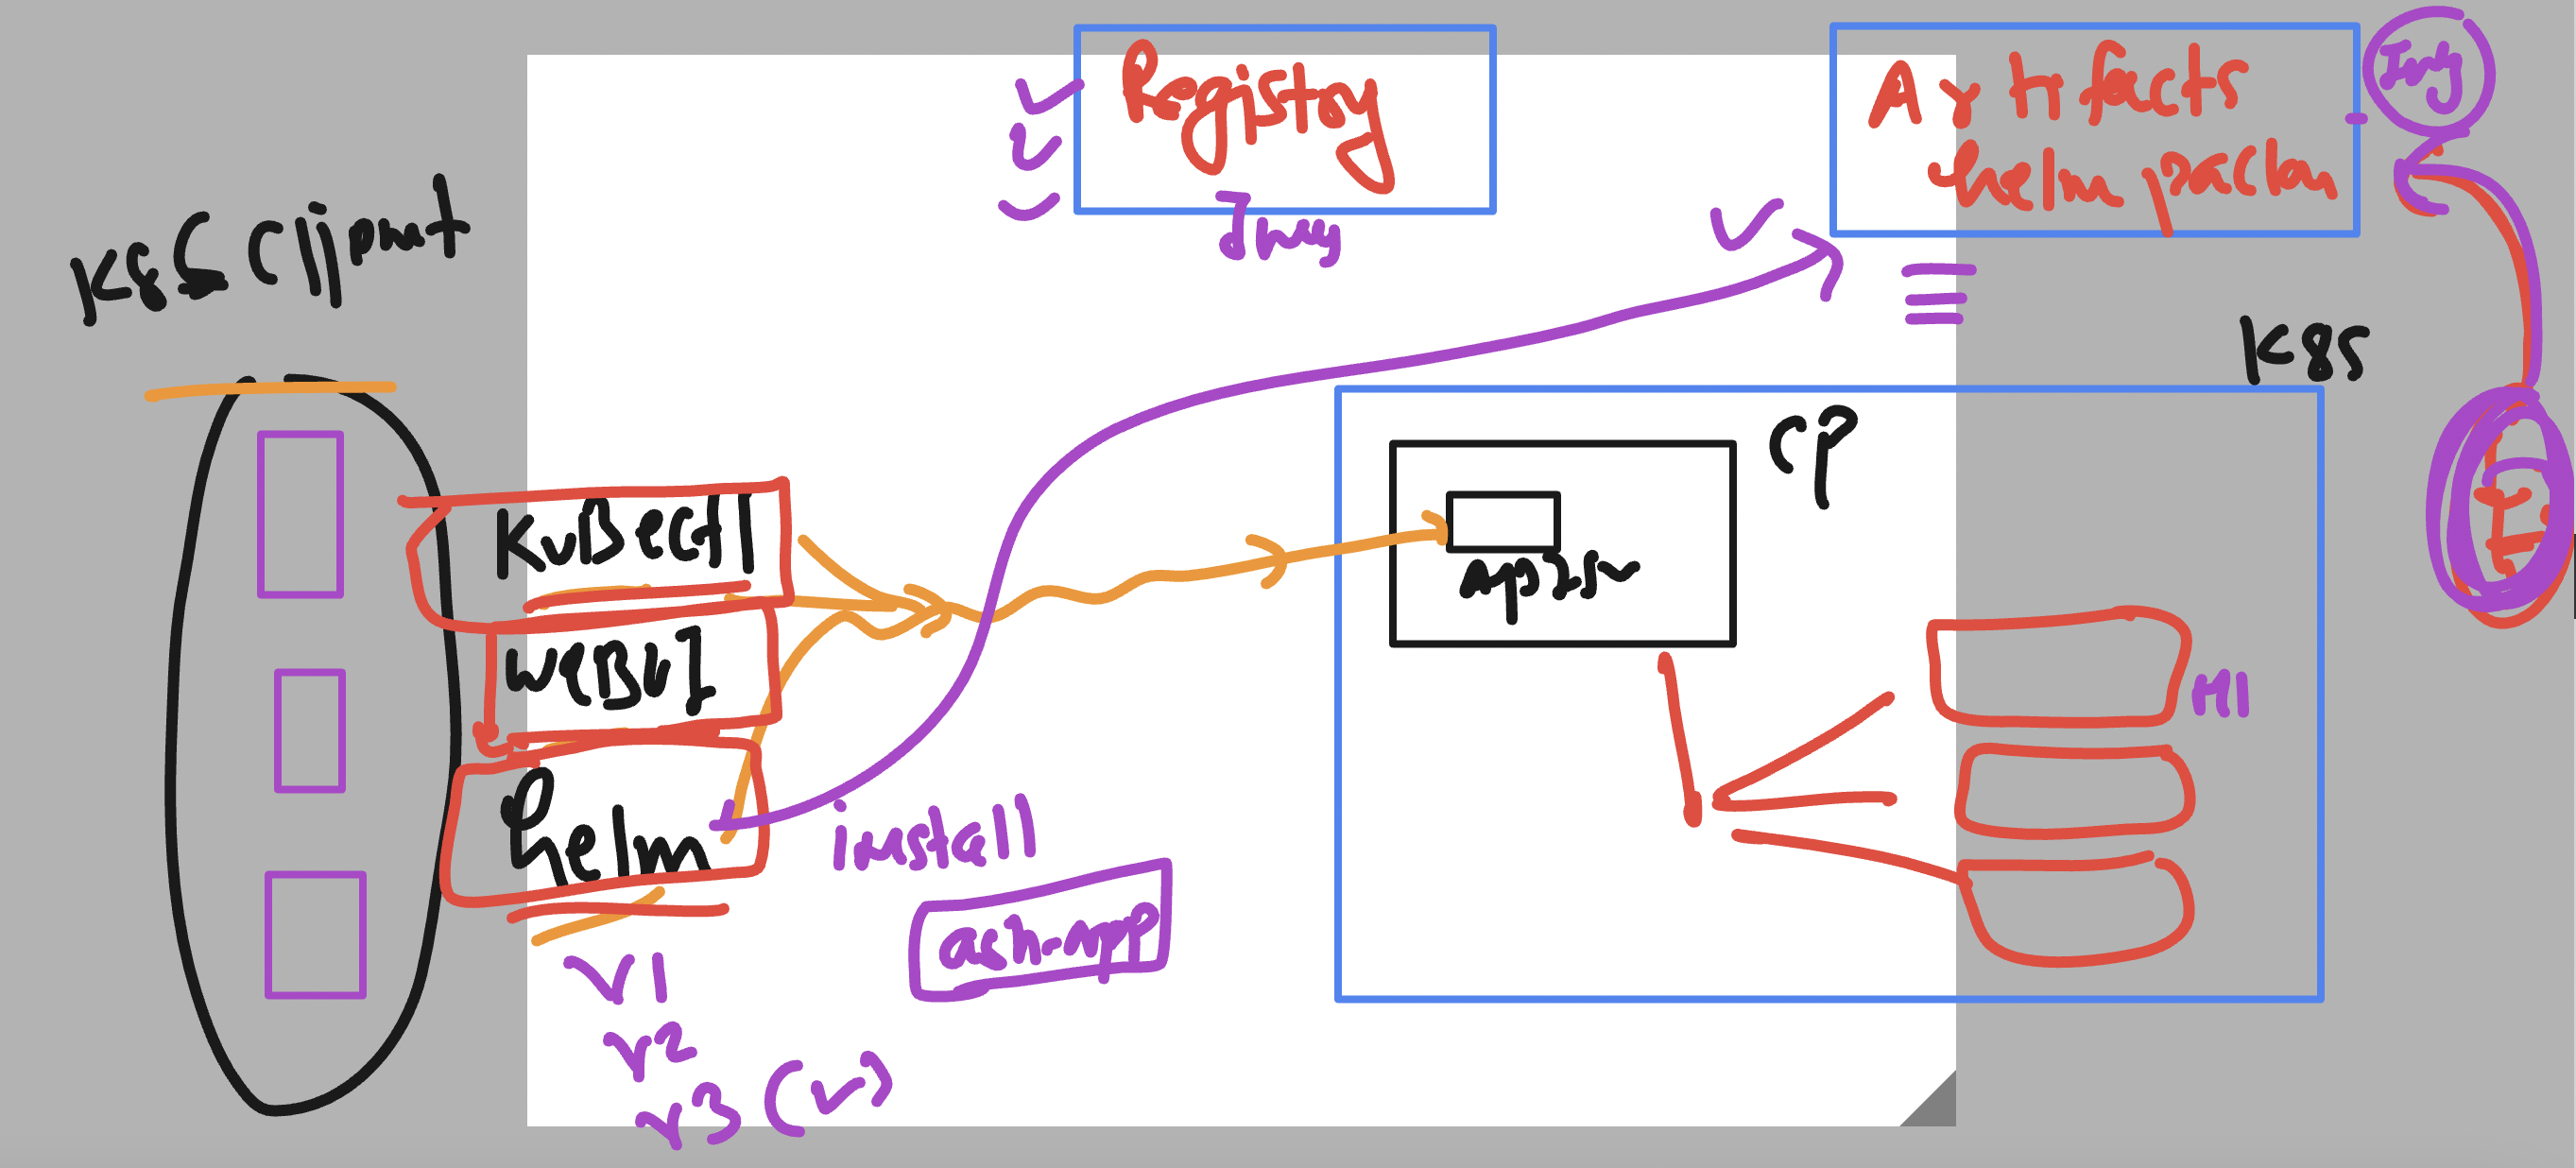 Registry
Img
Artifacts
helm packa
Img
K8S Client
K8S
CP
KuBectl
apisr
WeBUI
M1
helm
install
ash-app
V1
V2
V3 (✓)